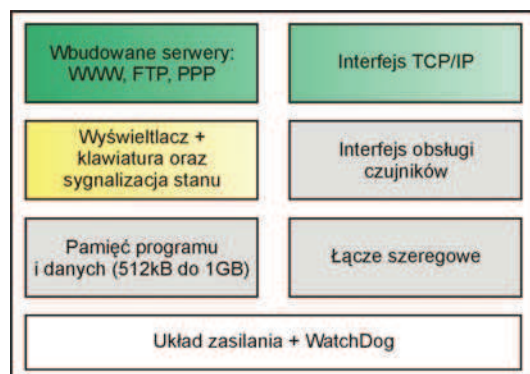 Wbudowane serwery:
WWW, FTP, PPP
Interfejs TCP/IP
Wyświeltlacz +
klawiatura oraz
sygnalizacja stanu
Interfejs obsługi
czujników
Pamięć programu
i danych (512kB do 1GB)
Łącze szeregowe
Układ zasilania + WatchDog